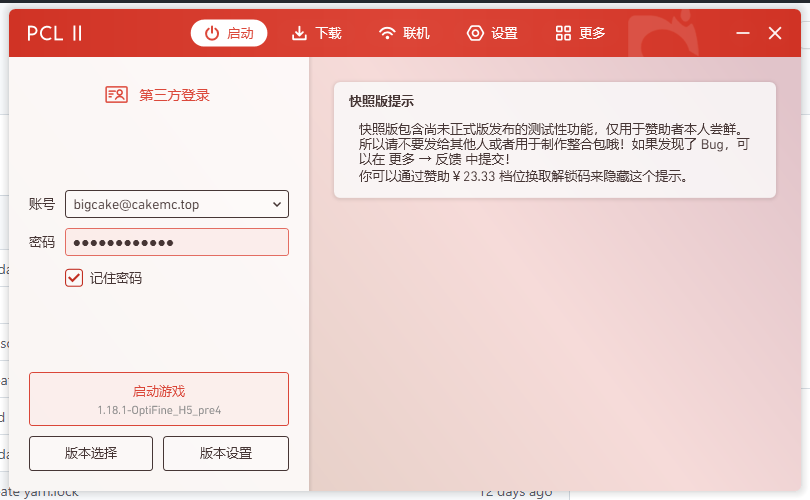 PCL II
启动
下载
联机
设置
更多
第三方登录
账号
bigcake@cakemc.top
密码
●●●●●●●●●●●●
记住密码
启动游戏
1.18.1-OptiFine_H5_pre4
版本选择
版本设置
快照版提示
快照版包含尚未正式版发布的测试性功能，仅用于赞助者本人尝鲜。
所以请不要发给其他人或者用于制作整合包哦！如果发现了 Bug，可
以在 更多 → 反馈 中提交！
你可以通过赞助￥23.33 档位换取解锁码来隐藏这个提示。
yarn.lock
12 days ago